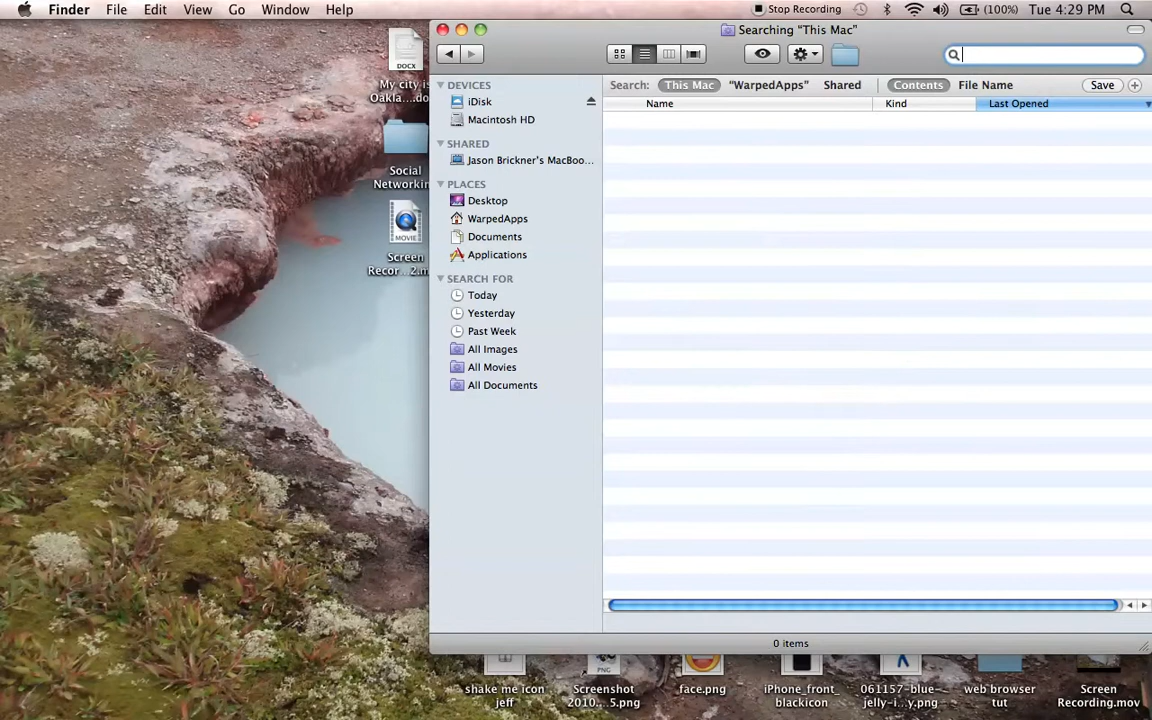 Finder File Edit View Go Window Help Stop Recording (100%) Tue 4:29 PM
Searching “This Mac”
Search: This Mac “WarpedApps” Shared Contents File Name Save
Name Kind Last Opened
DEVICES
iDisk
Macintosh HD
SHARED
Jason Brickner’s MacBoo...
PLACES
Desktop
WarpedApps
Documents
Applications
SEARCH FOR
Today
Yesterday
Past Week
All Images
All Movies
All Documents
0 items
DOCX
My city is
Oakla...do
Social
Networkin
MOVIE
Screen
Recor...2.m
shake me icon
jeff
PNG
Screenshot
2010....5.png
face.png
iPhone_front_
blackicon
061157-blue-
jelly-i...y.png
web browser
tut
Screen
Recording.mov